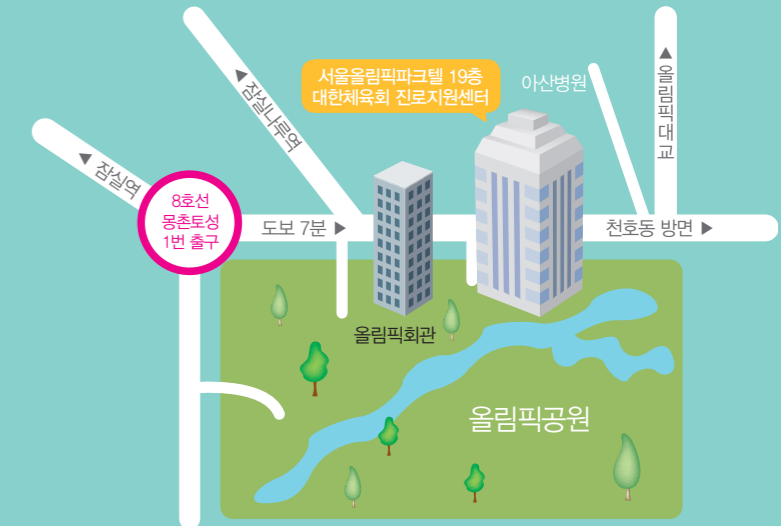 서울올림픽파크텔 19층
대한체육회 진로지원센터
아산병원
▲ 올림픽대교
◀ 잠실나루역
◀ 잠실역
8호선
몽촌토성
1번 출구
도보 7분 ▶
천호동 방면 ▶
올림픽회관
올림픽공원